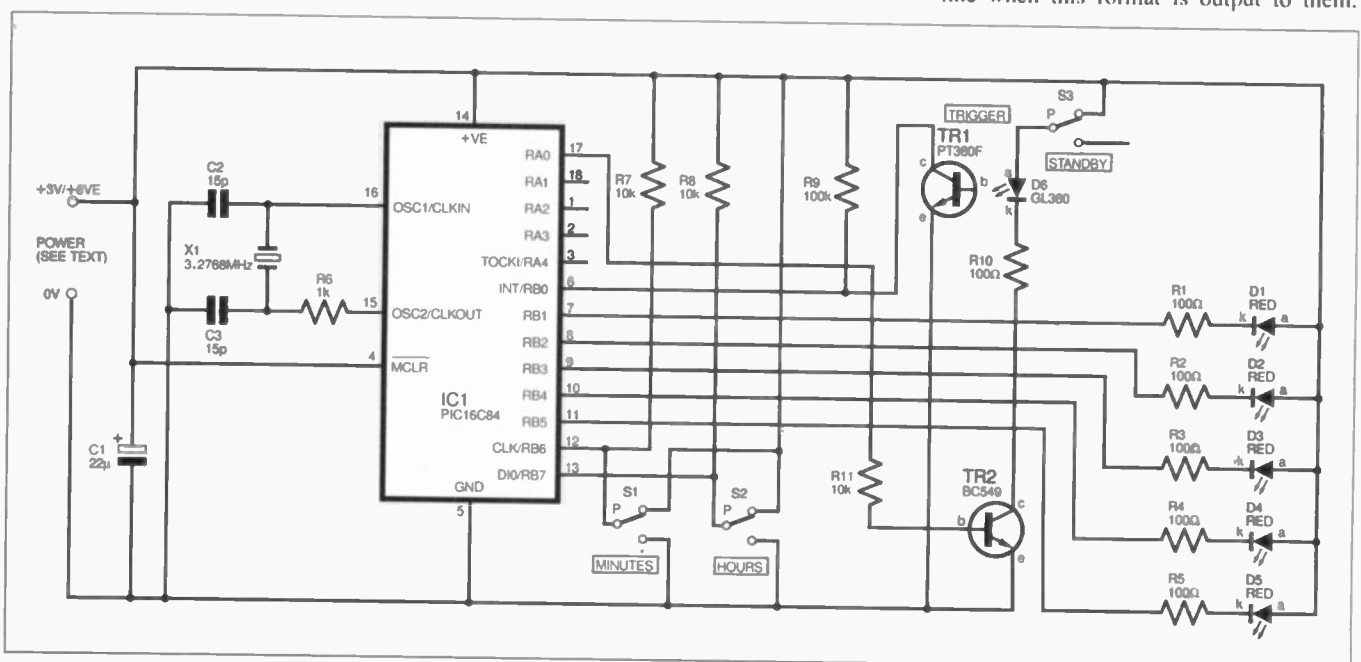 line when this format is output to them.
S3
P
STANDBY
TRIGGER
TR1
PT380F
c
b
e
a
D6
GL380
k
14
+VE
C2
15p
16
OSC1/CLKIN
+3V/+6VE
POWER
(SEE TEXT)
0V
X1
3.2768MHz
R6
1k
15
OSC2/CLKOUT
C3
15p
4
MCLR
IC1
PIC16C84
C1
22µ
+
GND
5
RA0
17
RA1
18
RA2
1
RA3
2
TOCKI/RA4
3
INT/RB0
6
RB1
7
RB2
8
RB3
9
RB4
10
RB5
11
CLK/RB6
12
DI0/RB7
13
R7
10k
R8
10k
R9
100k
R10
100Ω
R11
10k
S1
P
MINUTES
S2
P
HOURS
TR2
BC549
c
b
e
R1
100Ω
D1
RED
k
a
R2
100Ω
D2
RED
k
a
R3
100Ω
D3
RED
k
a
R4
100Ω
D4
RED
k
a
R5
100Ω
D5
RED
k
a